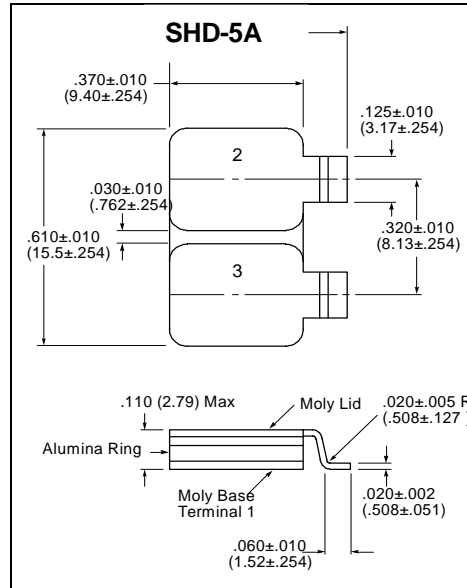 SHD-5A
.370±.010
(9.40±.254)
.125±.010
(3.17±.254)
2
.030±.010
(.762±.254)
.320±.010
(8.13±.254)
.610±.010
(15.5±.254)
3
.110 (2.79) Max
Moly Lid
.020±.005 R
(.508±.127 )
Alumina Ring
Moly Base
Terminal 1
.020±.002
(.508±.051)
.060±.010
(1.52±.254)